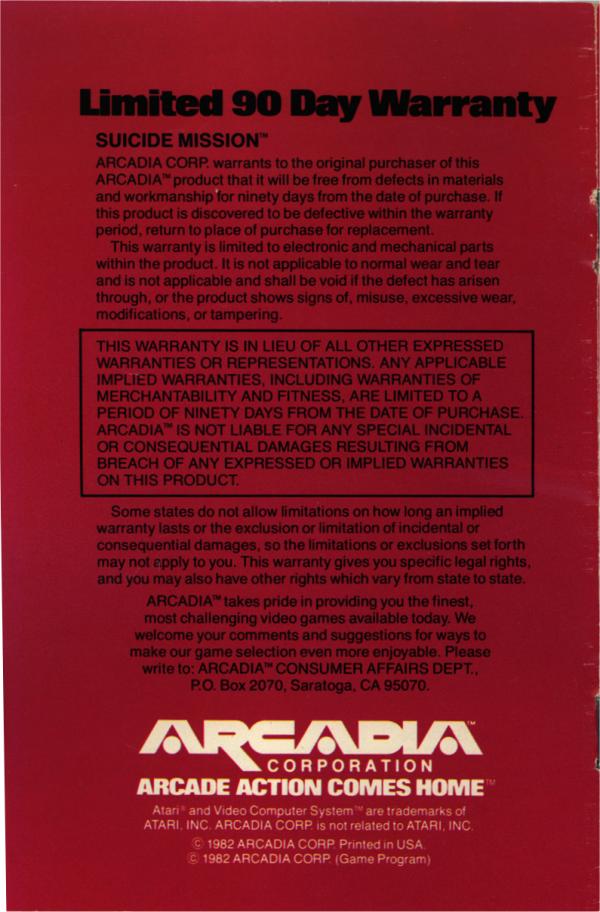 Limited 90 Day Warranty
SUICIDE MISSION™
ARCADIA CORP. warrants to the original purchaser of this
ARCADIA™ product that it will be free from defects in materials
and workmanship for ninety days from the date of purchase. If
this product is discovered to be defective within the warranty
period, return to place of purchase for replacement.
This warranty is limited to electronic and mechanical parts
within the product. It is not applicable to normal wear and tear
and is not applicable and shall be void if the defect has arisen
through, or the product shows signs of, misuse, excessive wear,
modifications, or tampering.
THIS WARRANTY IS IN LIEU OF ALL OTHER EXPRESSED
WARRANTIES OR REPRESENTATIONS. ANY APPLICABLE
IMPLIED WARRANTIES, INCLUDING WARRANTIES OF
MERCHANTABILITY AND FITNESS, ARE LIMITED TO A
PERIOD OF NINETY DAYS FROM THE DATE OF PURCHASE.
ARCADIA™ IS NOT LIABLE FOR ANY SPECIAL INCIDENTAL
OR CONSEQUENTIAL DAMAGES RESULTING FROM
BREACH OF ANY EXPRESSED OR IMPLIED WARRANTIES
ON THIS PRODUCT.
Some states do not allow limitations on how long an implied
warranty lasts or the exclusion or limitation of incidental or
consequential damages, so the limitations or exclusions set forth
may not apply to you. This warranty gives you specific legal rights,
and you may also have other rights which vary from state to state.
ARCADIA™ takes pride in providing you the finest,
most challenging video games available today. We
welcome your comments and suggestions for ways to
make our game selection even more enjoyable. Please
write to: ARCADIA™ CONSUMER AFFAIRS DEPT.,
P.O. Box 2070, Saratoga, CA 95070.
ARCADIA™
CORPORATION
ARCADE ACTION COMES HOME™
Atari® and Video Computer System™ are trademarks of
ATARI, INC. ARCADIA CORP. is not related to ATARI, INC.
© 1982 ARCADIA CORP. Printed in USA.
© 1982 ARCADIA CORP. (Game Program)